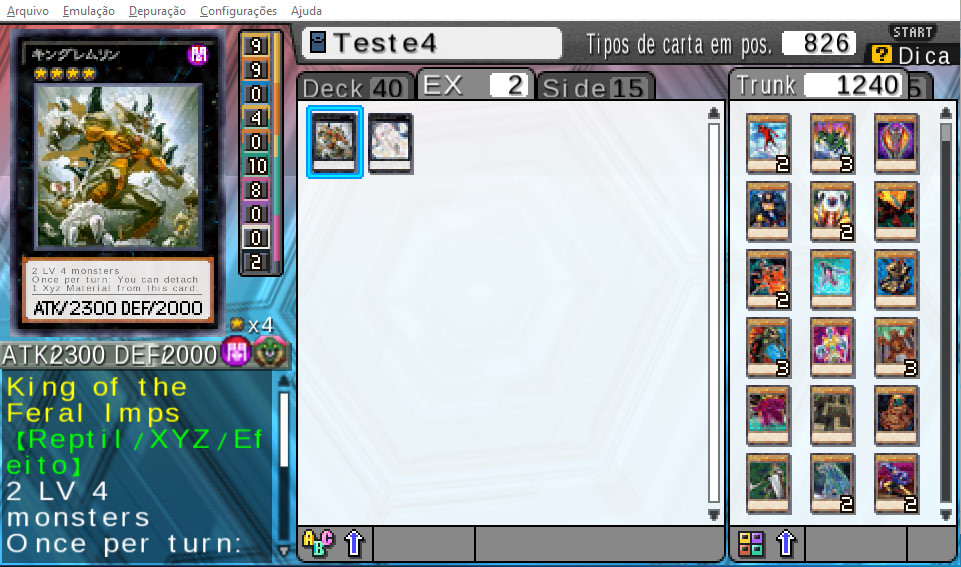 Arquivo Emulação Depuração Configurações Ajuda
キングレムリン
2 LV 4 monsters
Once per turn: You can detach
1 Xyz Material from this card:
ATK/2300 DEF/2000
9
9
0
4
0
10
8
0
0
2
x4
ATK2300 DEF2000
King of the
Feral Imps
【Reptil/XYZ/Ef
eito】
2 LV 4
monsters
Once per turn:
Teste4
Tipos de carta em pos. 826
START
? Dica
Deck 40
EX 2
Side 15
Trunk 1240
5
2
3
2
2
3
3
2
2
ABC